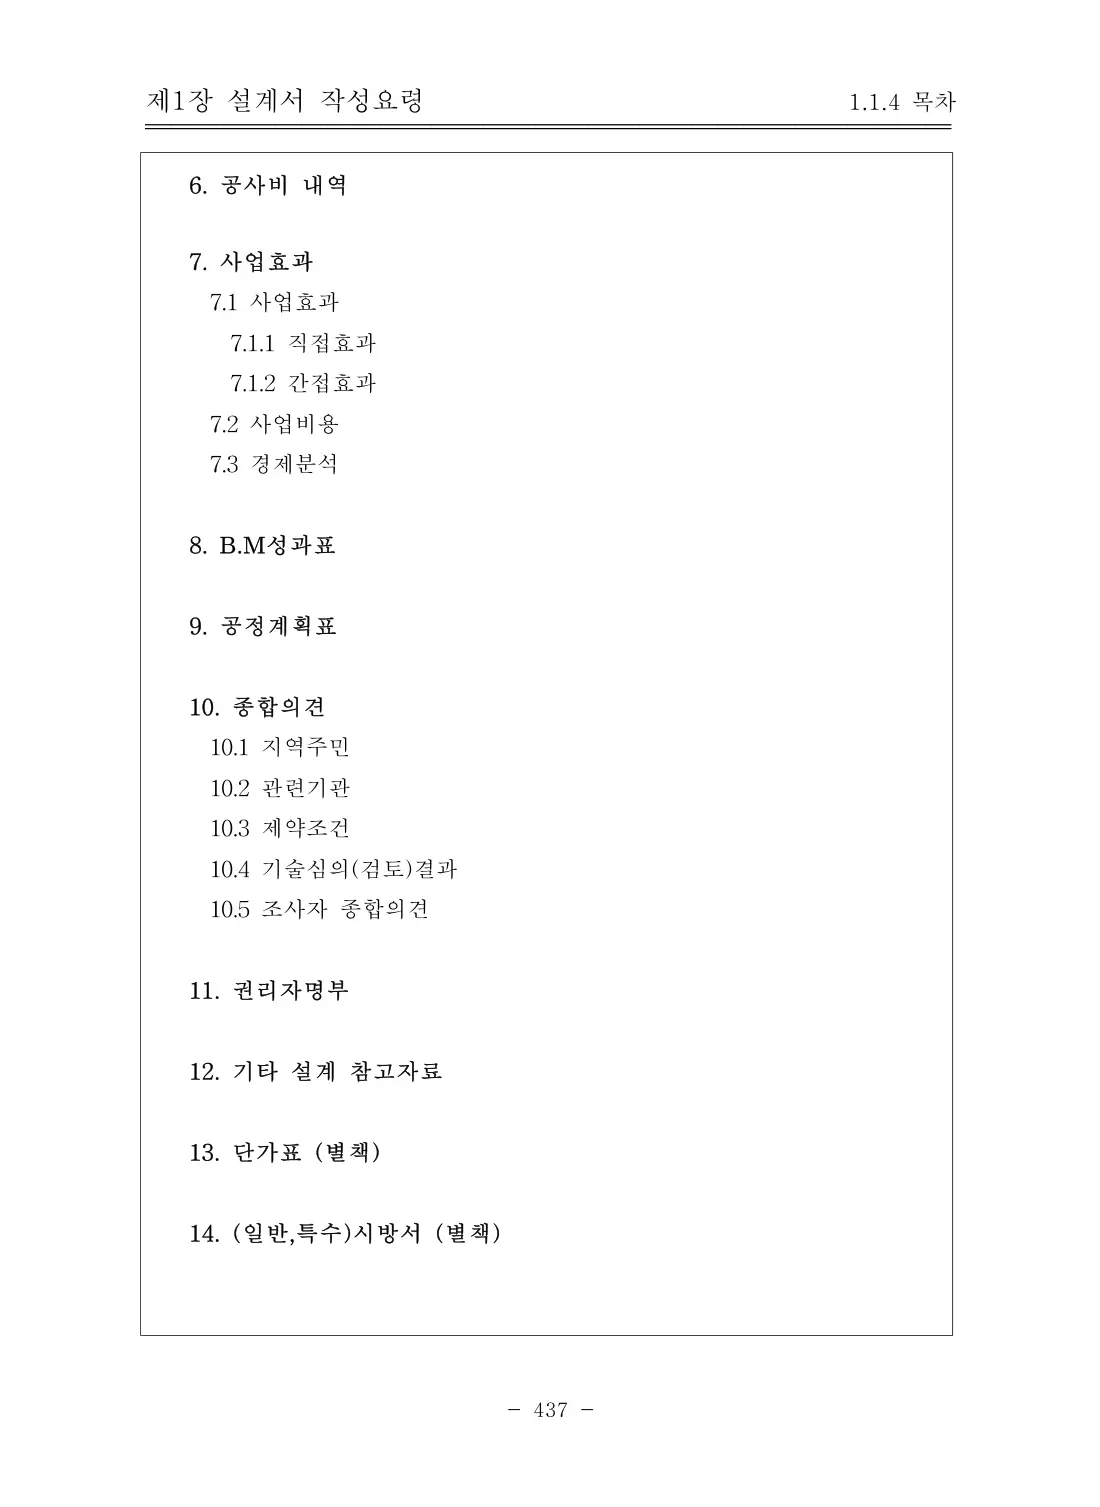 제1장 설계서 작성요령
1.1.4 목차
6. 공사비 내역
7. 사업효과
7.1 사업효과
7.1.1 직접효과
7.1.2 간접효과
7.2 사업비용
7.3 경제분석
8. B.M성과표
9. 공정계획표
10. 종합의견
10.1 지역주민
10.2 관련기관
10.3 제약조건
10.4 기술심의(검토)결과
10.5 조사자 종합의견
11. 권리자명부
12. 기타 설계 참고자료
13. 단가표 (별책)
14. (일반,특수)시방서 (별책)
- 437 -